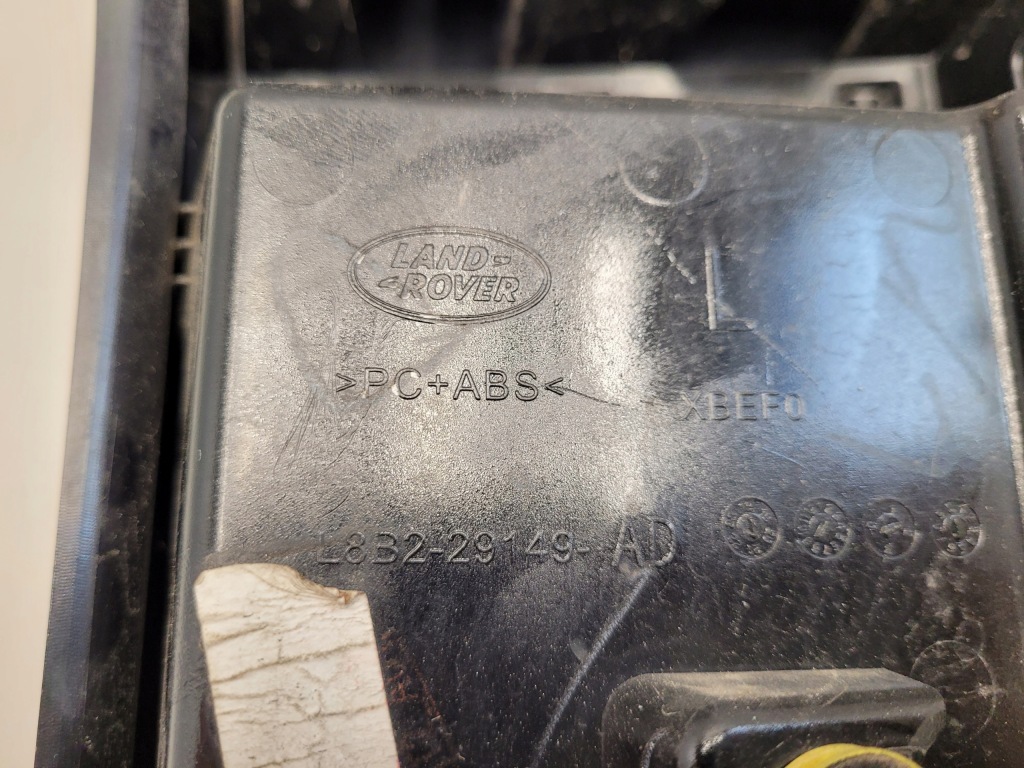 LAND-
-ROVER
L
>PC+ABS<
XBEF0
L8B2-29149-AD